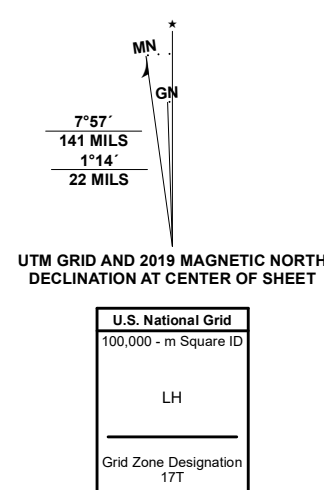 ★
MN
GN
7°57´
141 MILS
1°14´
22 MILS
UTM GRID AND 2019 MAGNETIC NORTH
DECLINATION AT CENTER OF SHEET
U.S. National Grid
100,000 - m Square ID
LH
Grid Zone Designation
17T